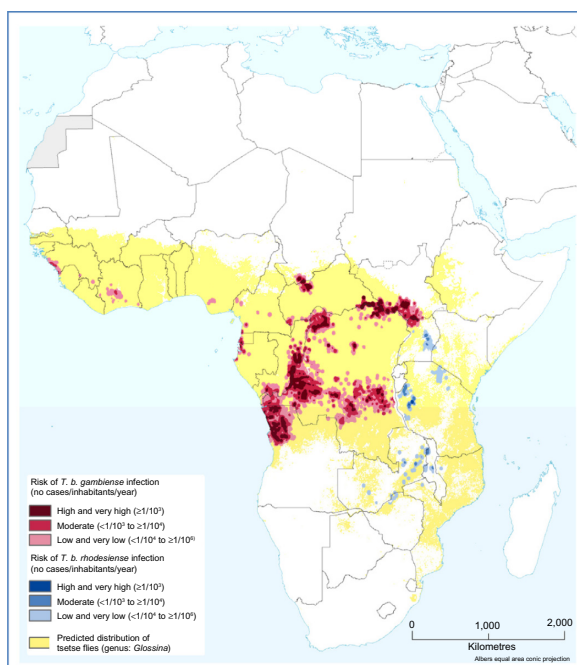 Risk of T. b. gambiense infection
(no cases/inhabitants/year)
High and very high (≥1/10³)
Moderate (<1/10³ to ≥1/10⁴)
Low and very low (<1/10⁴ to ≥1/10⁶)
Risk of T. b. rhodesiense infection
(no cases/inhabitants/year)
High and very high (≥1/10³)
Moderate (<1/10³ to ≥1/10⁴)
Low and very low (<1/10⁴ to ≥1/10⁶)
Predicted distribution of
tsetse flies (genus: Glossina)
0 1,000 2,000
Kilometres
Albers equal area conic projection